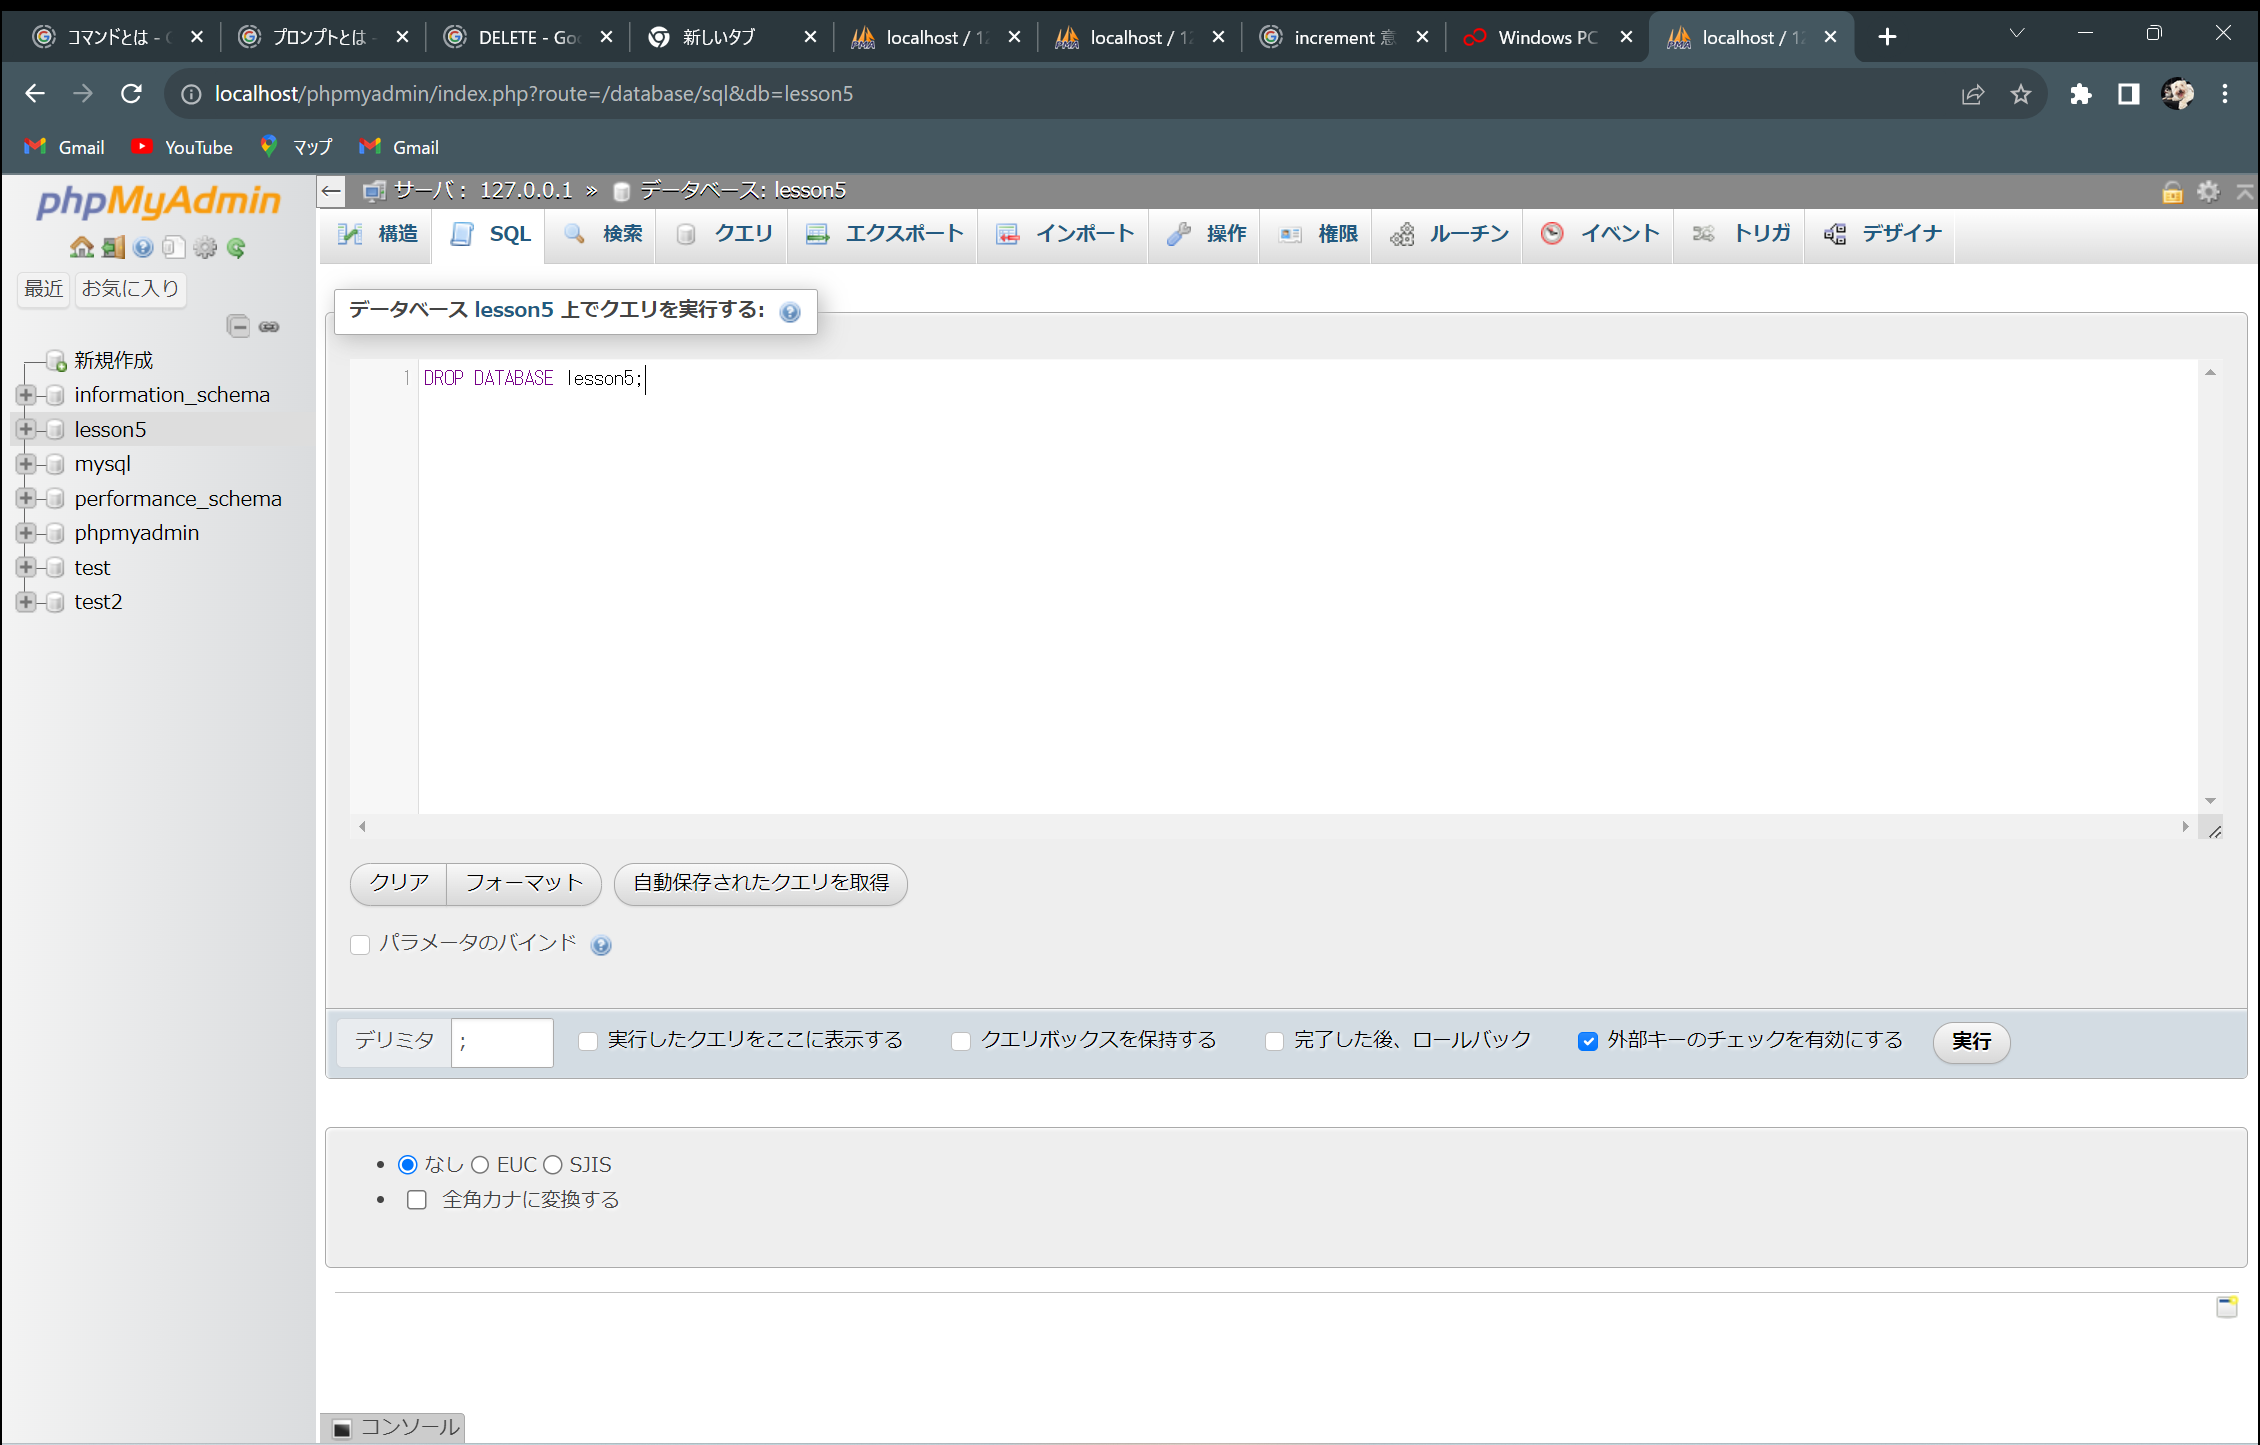 コマンドとは -
プロンプトとは -
DELETE - Goo
新しいタブ
localhost / 12
localhost / 12
increment 意
Windows PC
localhost / 12
localhost/phpmyadmin/index.php?route=/database/sql&db=lesson5
Gmail
YouTube
マップ
Gmail
phpMyAdmin
サーバ： 127.0.0.1 » データベース: lesson5
構造
SQL
検索
クエリ
エクスポート
インポート
操作
権限
ルーチン
イベント
トリガ
デザイナ
最近
お気に入り
新規作成
information_schema
lesson5
mysql
performance_schema
phpmyadmin
test
test2
データベース lesson5 上でクエリを実行する:
1 DROP DATABASE lesson5;
クリア
フォーマット
自動保存されたクエリを取得
パラメータのバインド
デリミタ ;
実行したクエリをここに表示する
クエリボックスを保持する
完了した後、ロールバック
外部キーのチェックを有効にする
実行
なし EUC SJIS
全角カナに変換する
コンソール